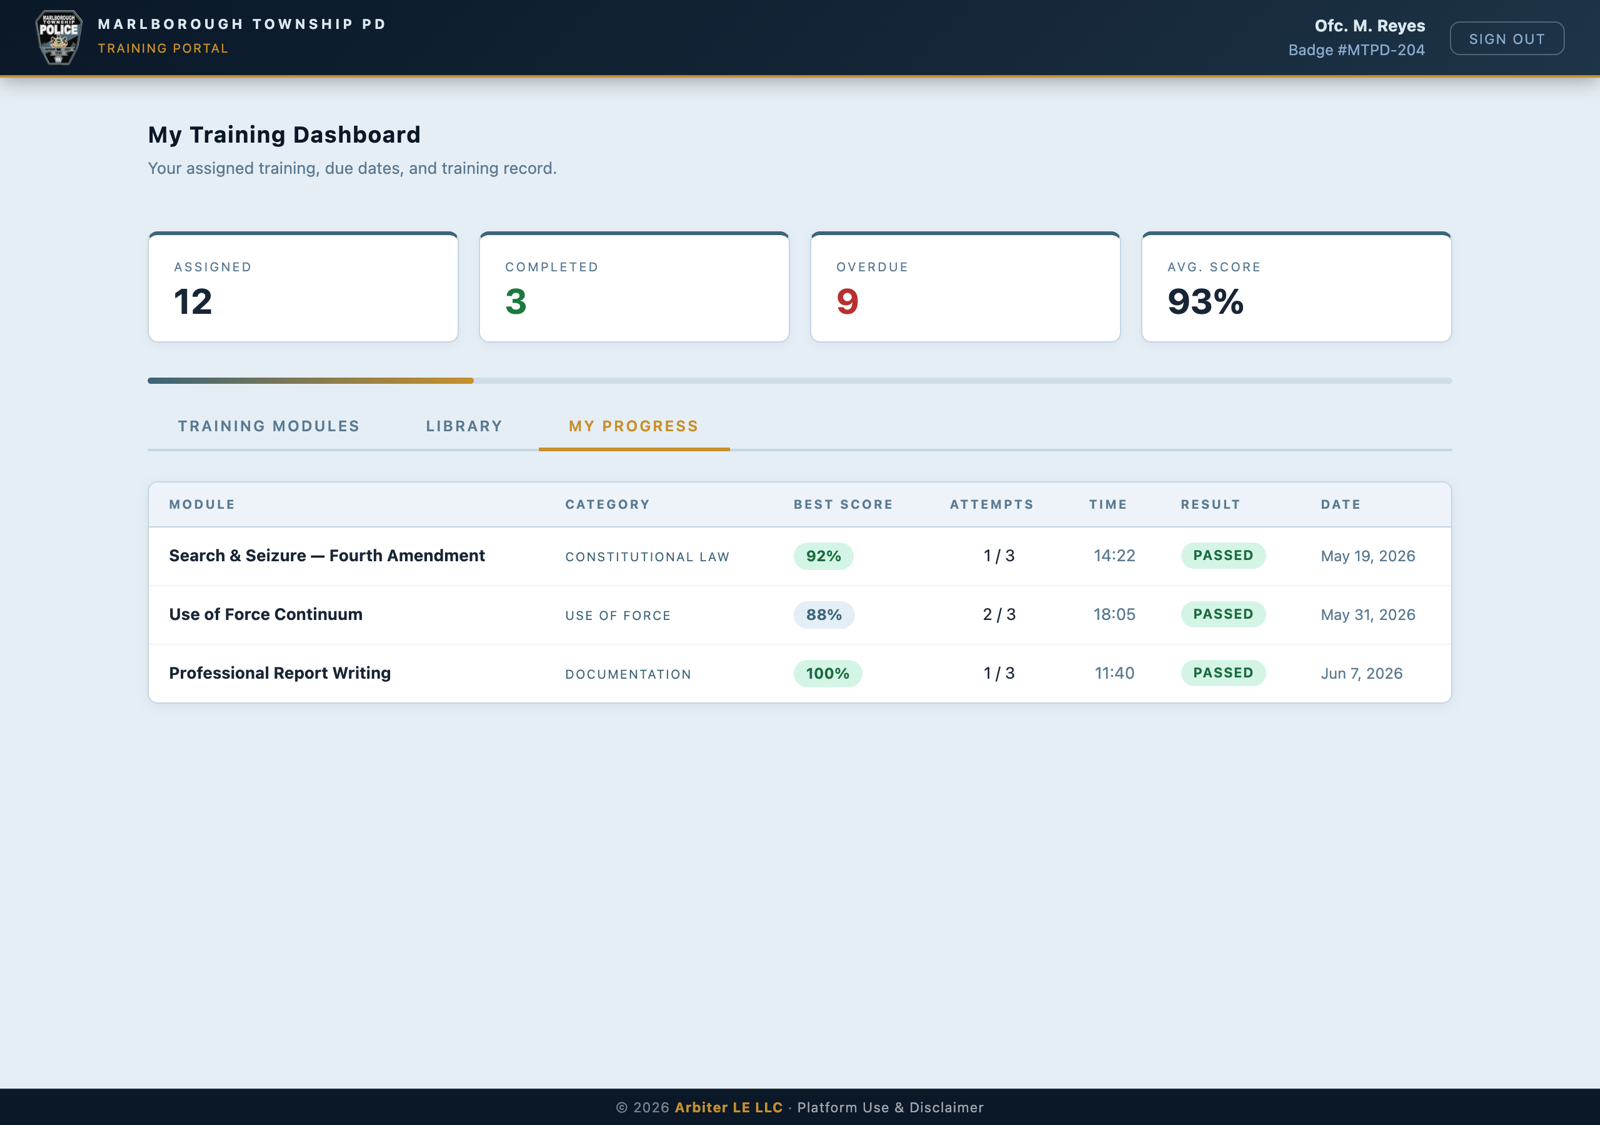 MARLBOROUGH
TOWNSHIP
POLICE
MARLBOROUGH TOWNSHIP PD
TRAINING PORTAL
Ofc. M. Reyes
Badge #MTPD-204
SIGN OUT
My Training Dashboard
Your assigned training, due dates, and training record.
ASSIGNED
12
COMPLETED
3
OVERDUE
9
AVG. SCORE
93%
TRAINING MODULES LIBRARY MY PROGRESS
MODULE CATEGORY BEST SCORE ATTEMPTS TIME RESULT DATE
Search & Seizure — Fourth Amendment CONSTITUTIONAL LAW 92% 1 / 3 14:22 PASSED May 19, 2026
Use of Force Continuum USE OF FORCE 88% 2 / 3 18:05 PASSED May 31, 2026
Professional Report Writing DOCUMENTATION 100% 1 / 3 11:40 PASSED Jun 7, 2026
© 2026 Arbiter LE LLC · Platform Use & Disclaimer